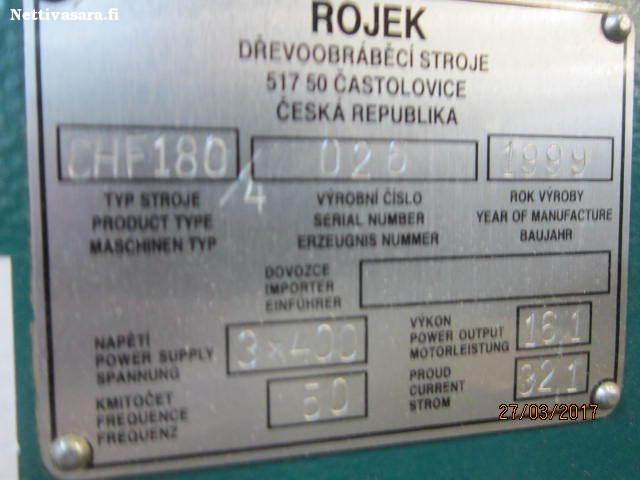 Nettivasara.fi
ROJEK
DŘEVOOBRÁBĚCÍ STROJE
517 50 ČASTOLOVICE
ČESKÁ REPUBLIKA
CHF180/4 026 1999
TYP STROJE
PRODUCT TYPE
MASCHINEN TYP
VÝROBNÍ ČÍSLO
SERIAL NUMBER
ERZEUGNIS NUMMER
ROK VÝROBY
YEAR OF MANUFACTURE
BAUJAHR
DOVOZCE
IMPORTER
EINFÜHRER
NAPĚTÍ
POWER SUPPLY
SPANNUNG
3×400
VÝKON
POWER OUTPUT
MOTORLEISTUNG
16,1
KMITOČET
FREQUENCE
FREQUENZ
50
PROUD
CURRENT
STROM
32,1
27/03/2017